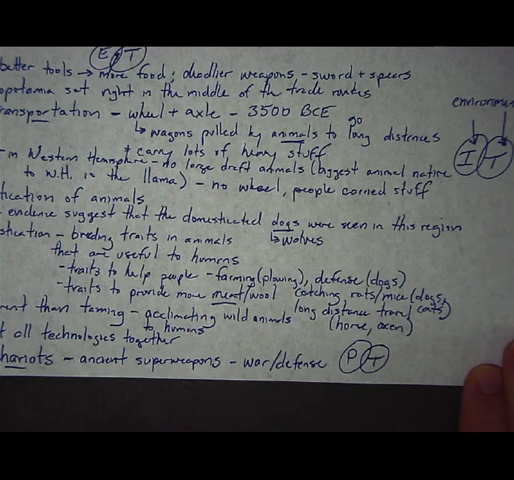 E T
better tools → more food, deadlier weapons, - sword + spears
opotamia set right in the middle of the trade routes
ransportation - wheel + axle - 3500 BCE
environmen
↳ wagons pulled by animals to go long distances
+ carry lots of heavy stuff
I T
-in Western Hemisphere - no large draft animals (biggest animal native
to W.H. is the llama) - no wheel, people carried stuff
tication of animals
evidence suggest that the domesticated dogs were seen in this region
stication - breeding traits in animals ↳ wolves
that are useful to humans
- traits to help people - farming (plowing), defense (dogs)
- traits to provide more meat/wool catching rats/mice (dogs, cats)
rent than taming - acclimating wild animals long distance travel
to humans (horse, oxen)
t all technologies together
hariots - ancient superweapons - war/defense P T